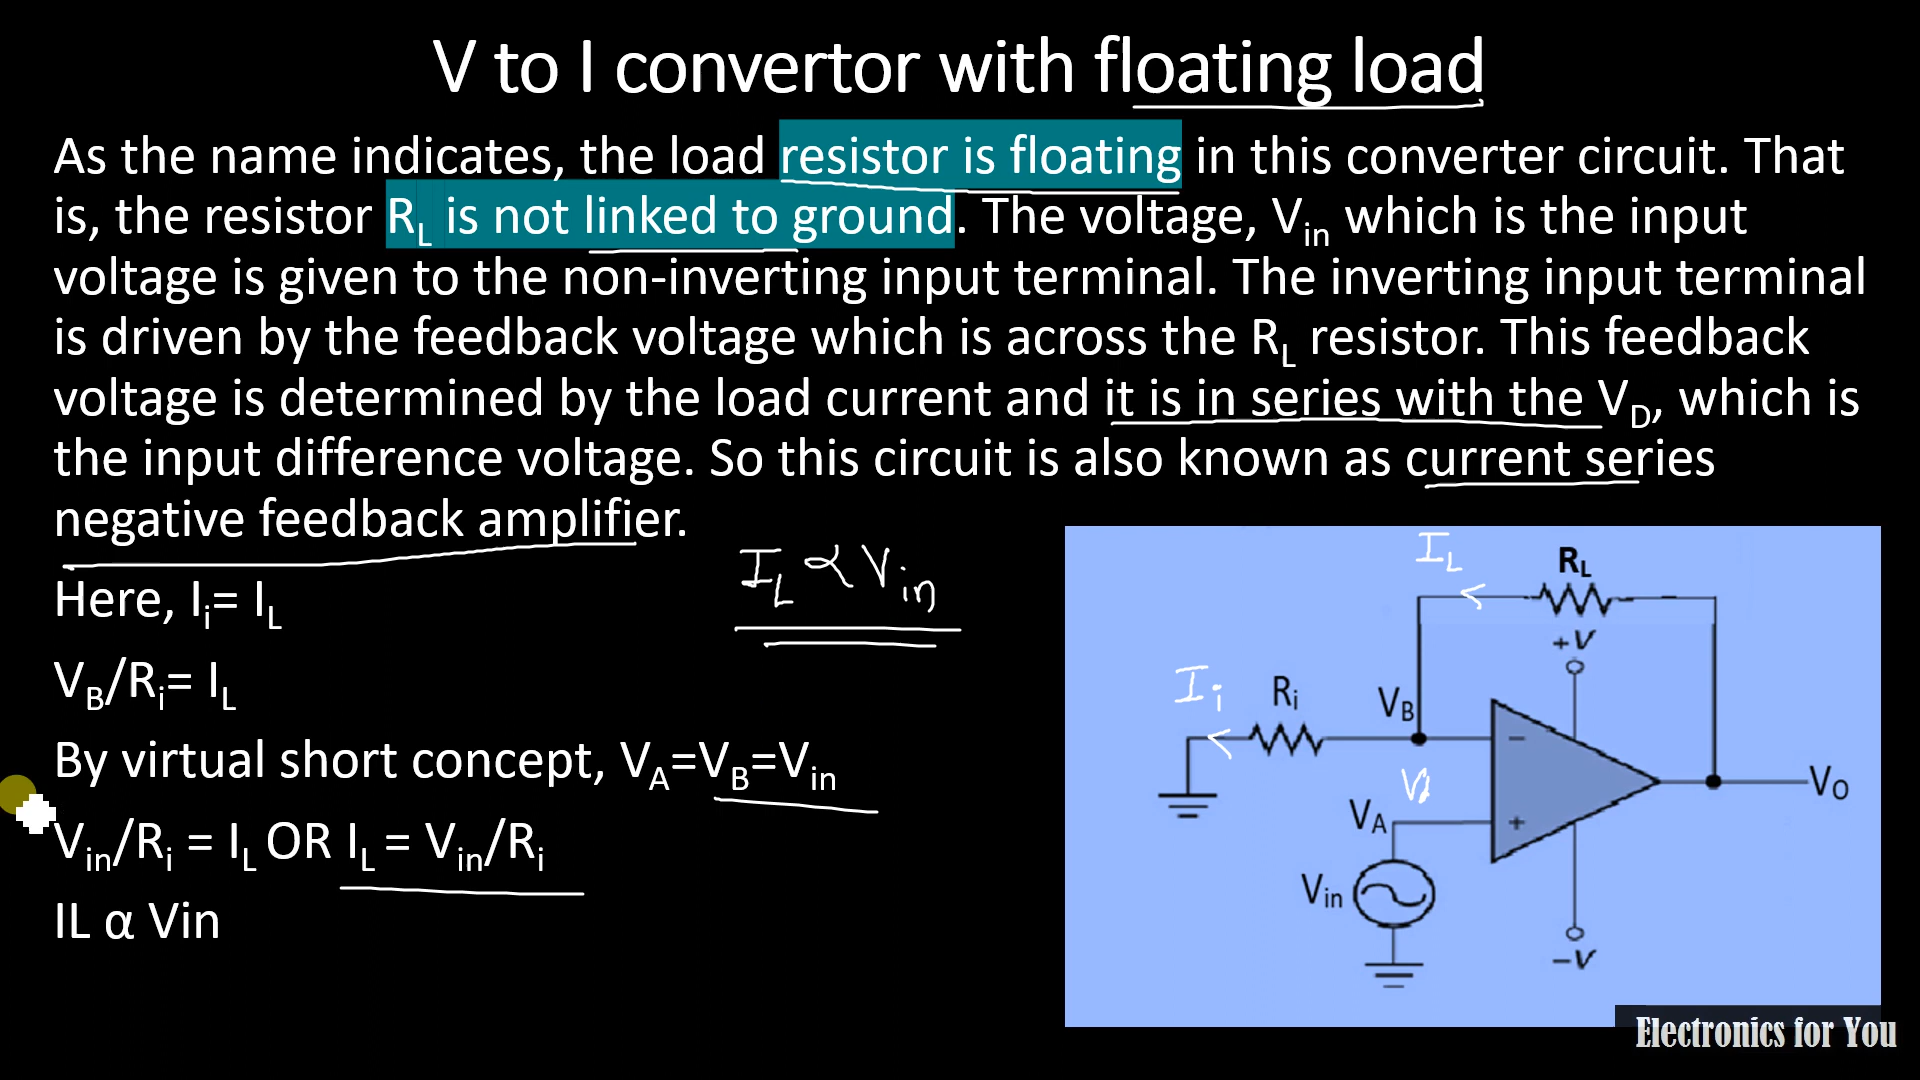 V to I convertor with floating load
As the name indicates, the load resistor is floating in this converter circuit. That
is, the resistor RL is not linked to ground. The voltage, Vin which is the input
voltage is given to the non-inverting input terminal. The inverting input terminal
is driven by the feedback voltage which is across the RL resistor. This feedback
voltage is determined by the load current and it is in series with the VD, which is
the input difference voltage. So this circuit is also known as current series
negative feedback amplifier.
IL ∝ Vin
Here, Ii= IL
VB/Ri= IL
By virtual short concept, VA=VB=Vin
Vin/Ri = IL OR IL = Vin/Ri
IL α Vin
IL
RL
+V
Ii
Ri
VB
−
VA
+
VO
Vin
−V
Electronics for You